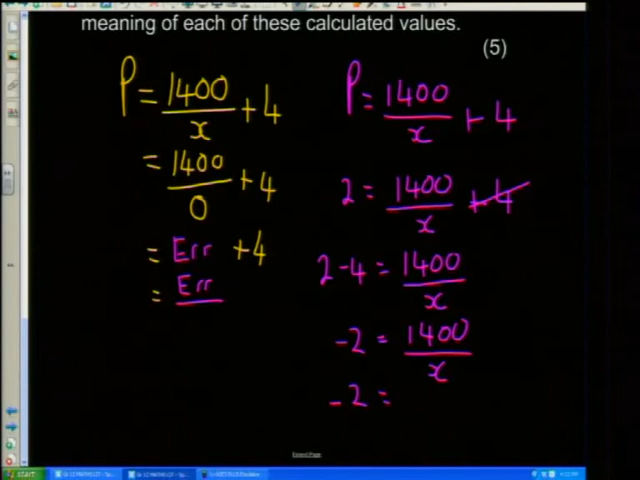 meaning of each of these calculated values.
(5)
P = 1400/x + 4
= 1400/0 + 4
= Err + 4
= Err
P = 1400/x + 4
2 = 1400/x + 4
2 - 4 = 1400/x
-2 = 1400/x
-2 =
start